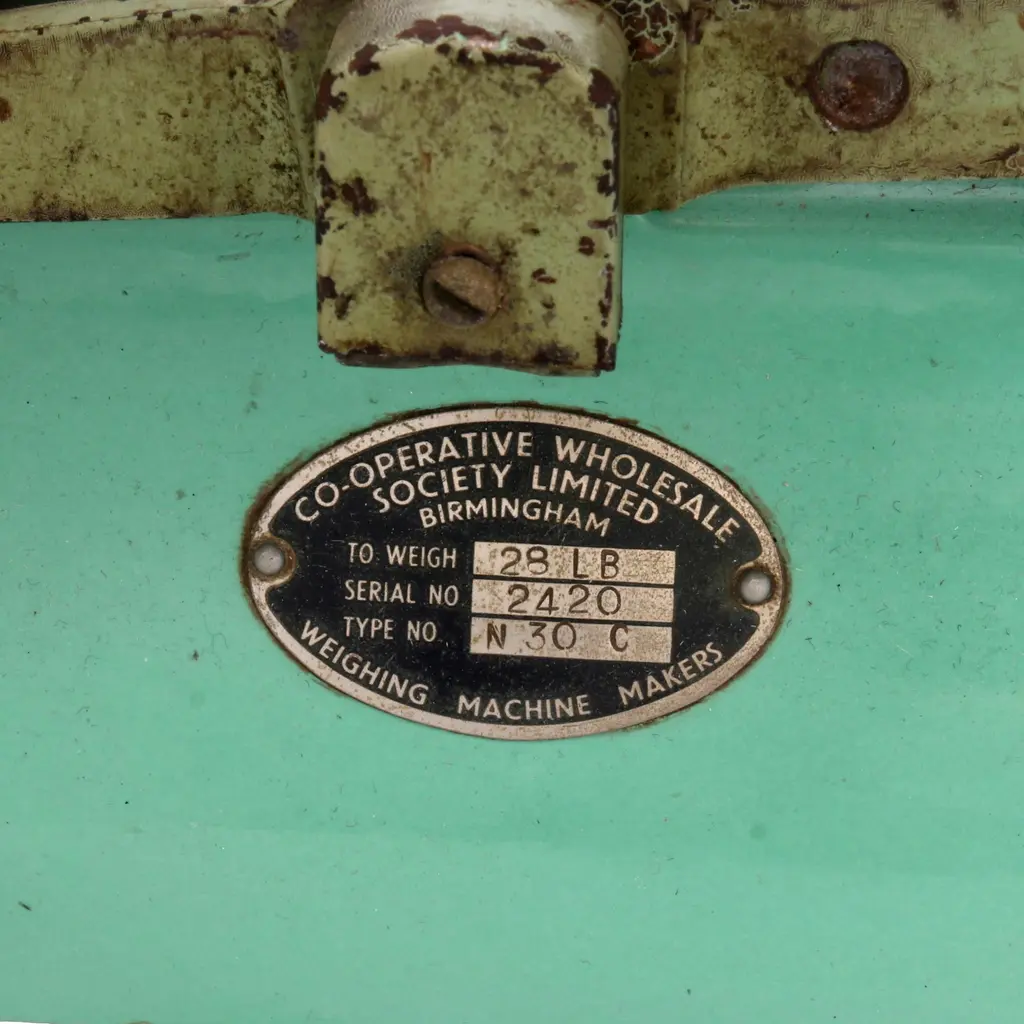 CO-OPERATIVE WHOLESALE
SOCIETY LIMITED
BIRMINGHAM
TO WEIGH 28 LB
SERIAL NO 2420
TYPE NO. N 30 C
WEIGHING MACHINE MAKERS